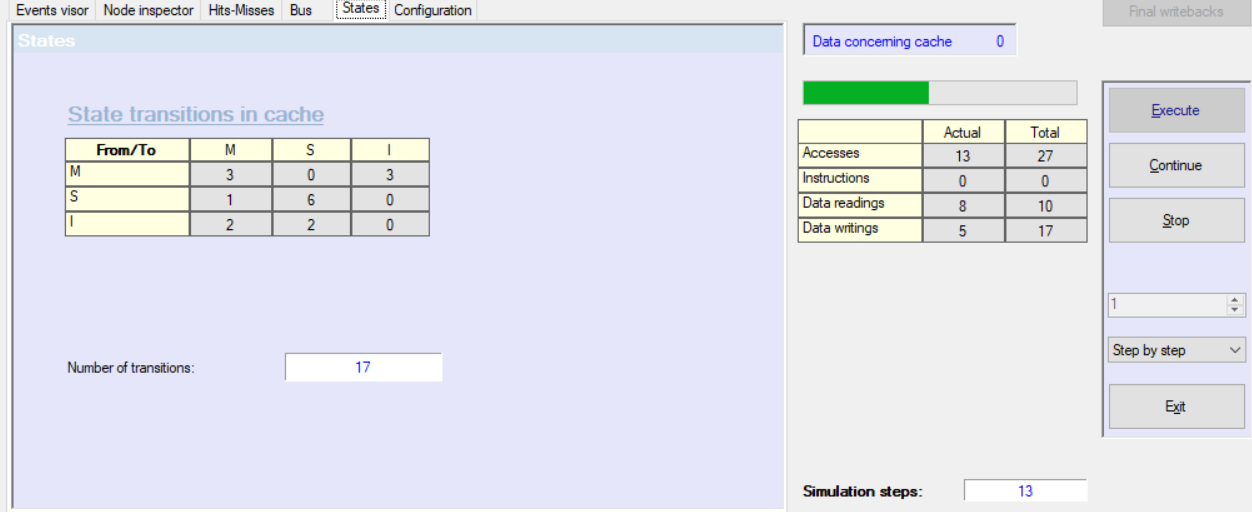 Events visor Node inspector Hits-Misses Bus States Configuration
States
State transitions in cache
From/To M S I
M 3 0 3
S 1 6 0
I 2 2 0
Number of transitions: 17
Data concerning cache 0
Actual Total
Accesses 13 27
Instructions 0 0
Data readings 8 10
Data writings 5 17
Simulation steps: 13
Final writebacks
Execute
Continue
Stop
1
Step by step
Exit